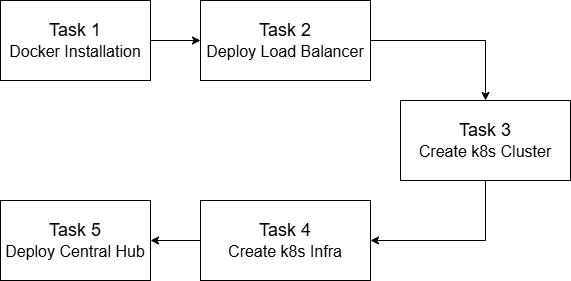 Task 1
Docker Installation
Task 2
Deploy Load Balancer
Task 3
Create k8s Cluster
Task 4
Create k8s Infra
Task 5
Deploy Central Hub